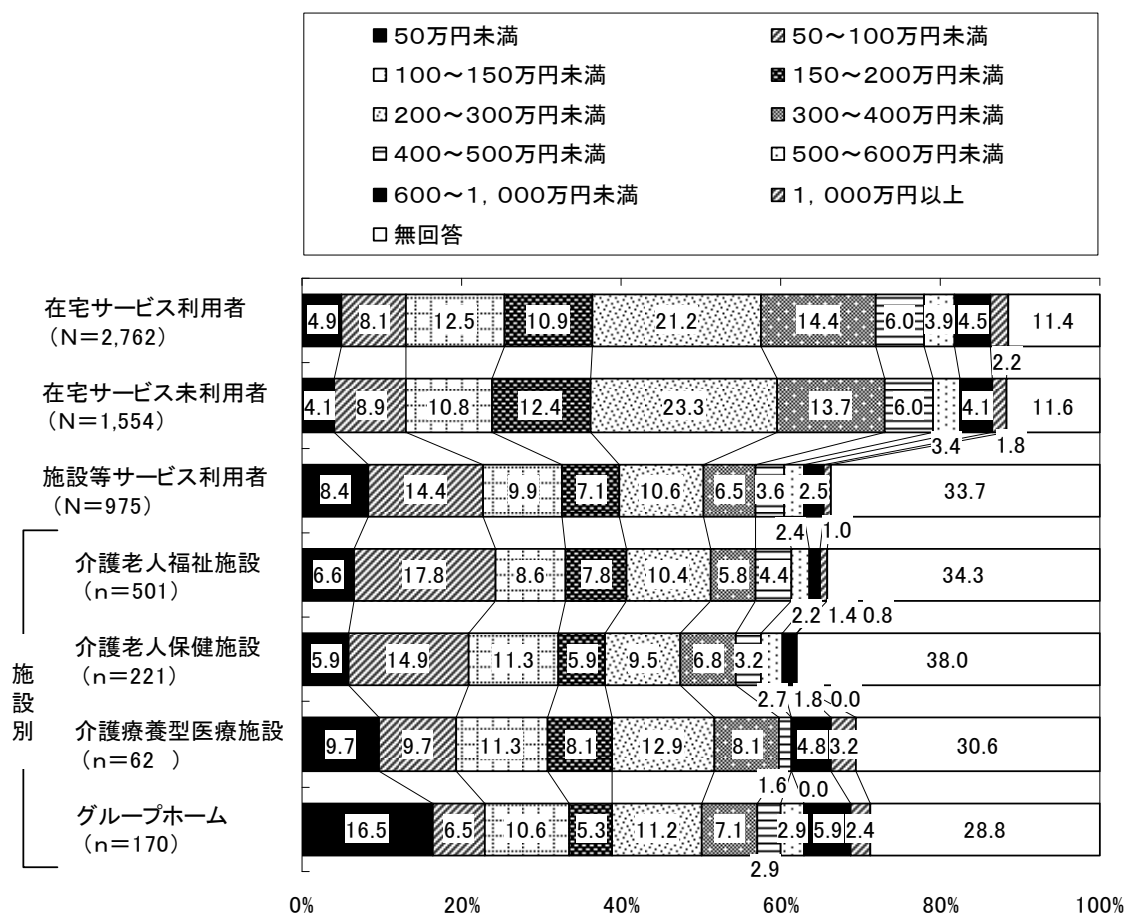 ■50万円未満
▨50～100万円未満
□100～150万円未満
■150～200万円未満
□200～300万円未満
▩300～400万円未満
▤400～500万円未満
□500～600万円未満
■600～1，000万円未満
▨1，000万円以上
□無回答
在宅サービス利用者
（N＝2,762）
4.9 8.1 12.5 10.9 21.2 14.4 6.0 3.9 4.5 11.4
2.2
在宅サービス未利用者
（N＝1,554）
4.1 8.9 10.8 12.4 23.3 13.7 6.0 4.1 11.6
3.4 1.8
施設等サービス利用者
（N＝975）
8.4 14.4 9.9 7.1 10.6 6.5 3.6 2.5 33.7
2.4 1.0
施設別
介護老人福祉施設
（n＝501）
6.6 17.8 8.6 7.8 10.4 5.8 4.4 34.3
2.2 1.4 0.8
介護老人保健施設
（n＝221）
5.9 14.9 11.3 5.9 9.5 6.8 3.2 38.0
2.7 1.8 0.0
介護療養型医療施設
（n＝62 ）
9.7 9.7 11.3 8.1 12.9 8.1 4.8 3.2 30.6
1.6 0.0
グループホーム
（n＝170）
16.5 6.5 10.6 5.3 11.2 7.1 2.9 5.9 2.4 28.8
2.9
0% 20% 40% 60% 80% 100%